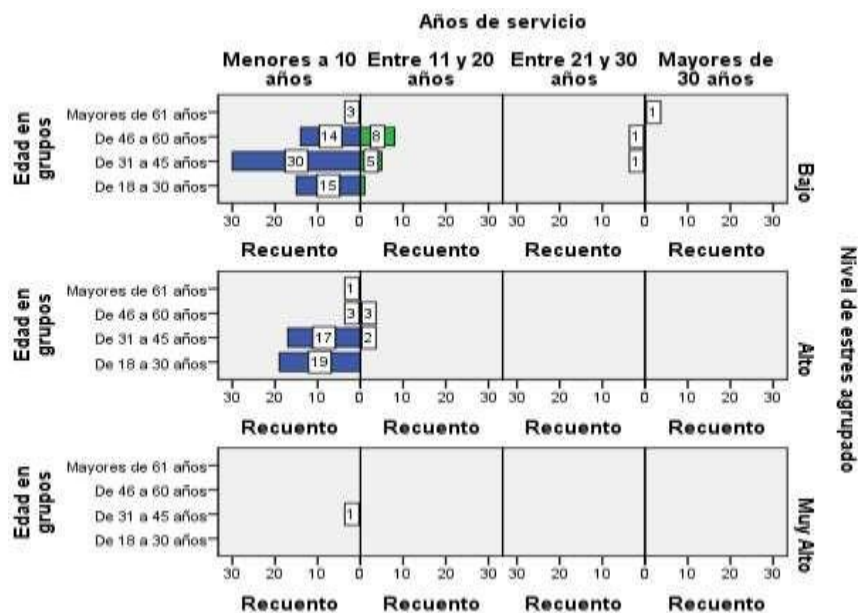 Años de servicio
Menores a 10 años
Entre 11 y 20 años
Entre 21 y 30 años
Mayores de 30 años
Edad en grupos
Mayores de 61 años
3
1
De 46 a 60 años
14
8
1
De 31 a 45 años
30
5
1
De 18 a 30 años
15
Bajo
30 20 10 0 10 20 30 30 20 10 0 10 20 30
Recuento Recuento Recuento Recuento
Edad en grupos
Mayores de 61 años
1
De 46 a 60 años
3
3
De 31 a 45 años
17
2
De 18 a 30 años
19
Alto
30 20 10 0 10 20 30 30 20 10 0 10 20 30
Recuento Recuento Recuento Recuento
Edad en grupos
Mayores de 61 años
De 46 a 60 años
De 31 a 45 años
1
De 18 a 30 años
Muy Alto
30 20 10 0 10 20 30 30 20 10 0 10 20 30
Recuento Recuento Recuento Recuento
Nivel de estres agrupado